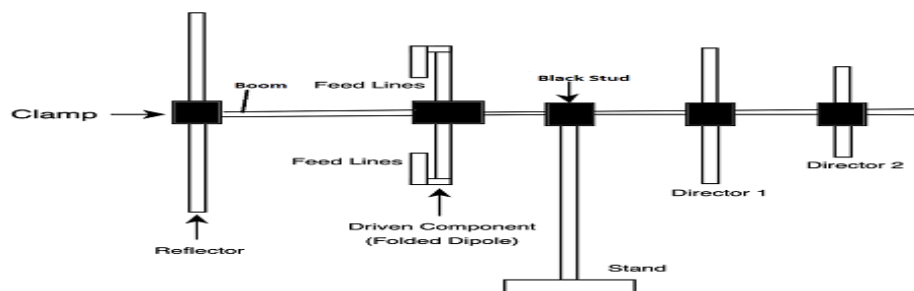 Black Stud
Boom
Feed Lines
Clamp
Feed Lines
Director 2
Director 1
Driven Component
(Folded Dipole)
Reflector
Stand